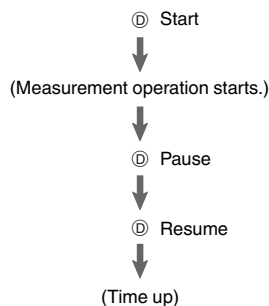 Ⓓ Start
(Measurement operation starts.)
Ⓓ Pause
Ⓓ Resume
(Time up)